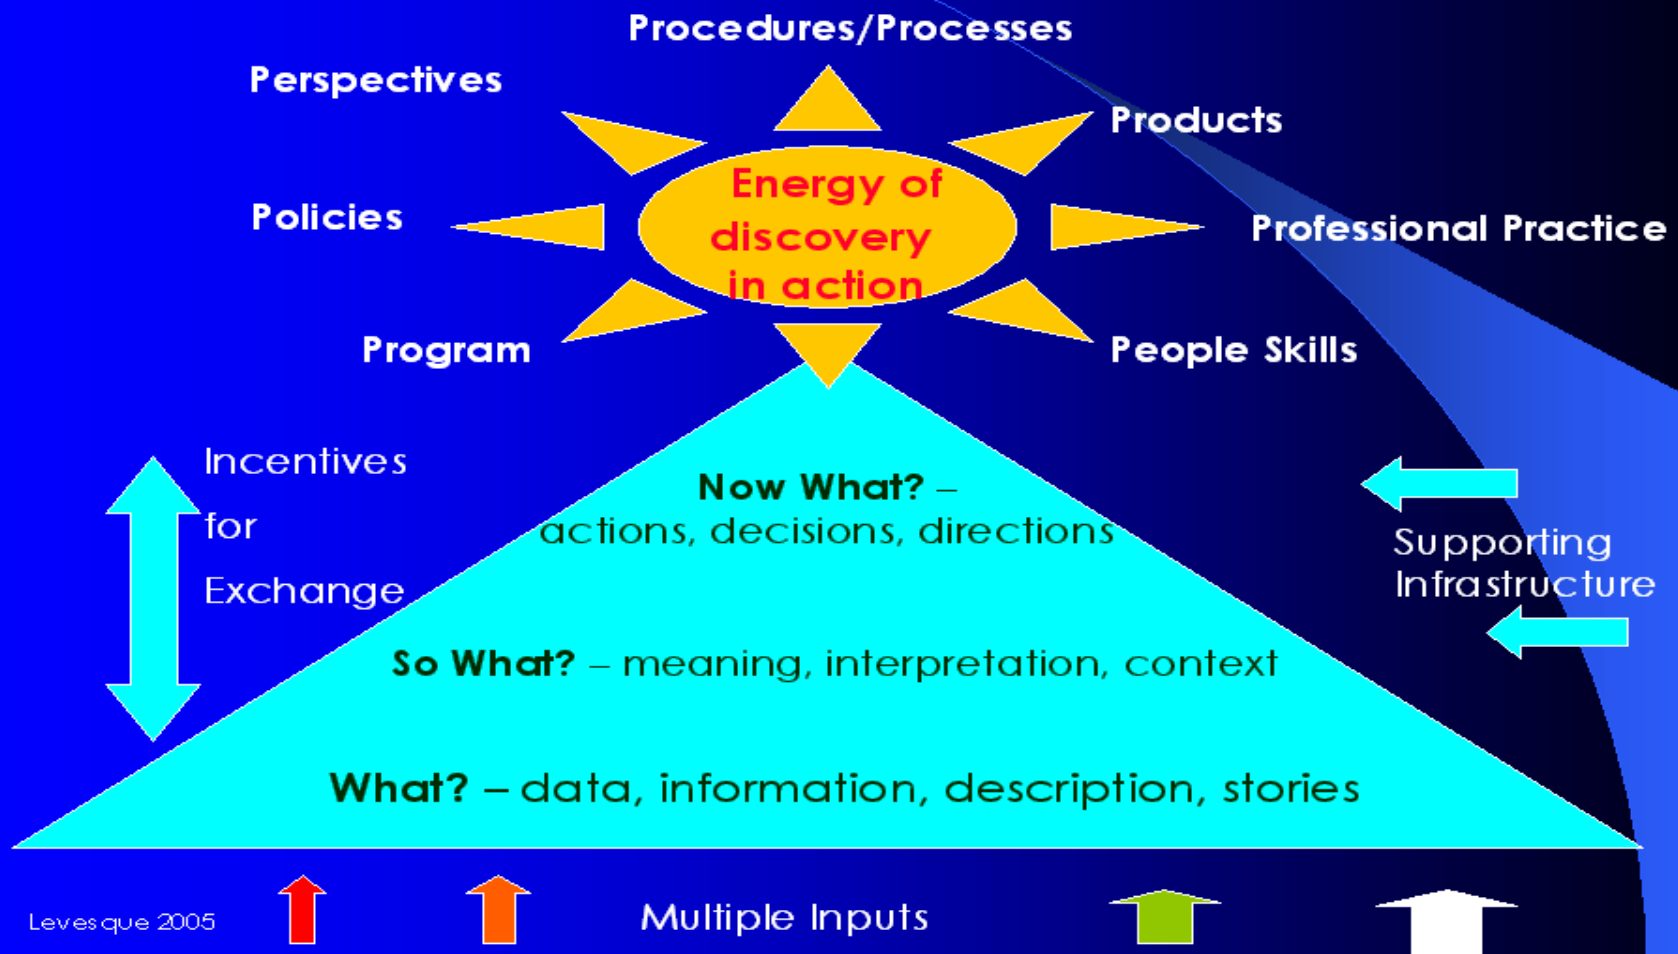 Procedures/Processes
Perspectives
Products
Energy of
discovery
in action
Policies
Professional Practice
Program
People Skills
Incentives
for
Exchange
Now What? –
actions, decisions, directions
Supporting
Infrastructure
So What? – meaning, interpretation, context
What? – data, information, description, stories
Multiple Inputs
Levesque 2005